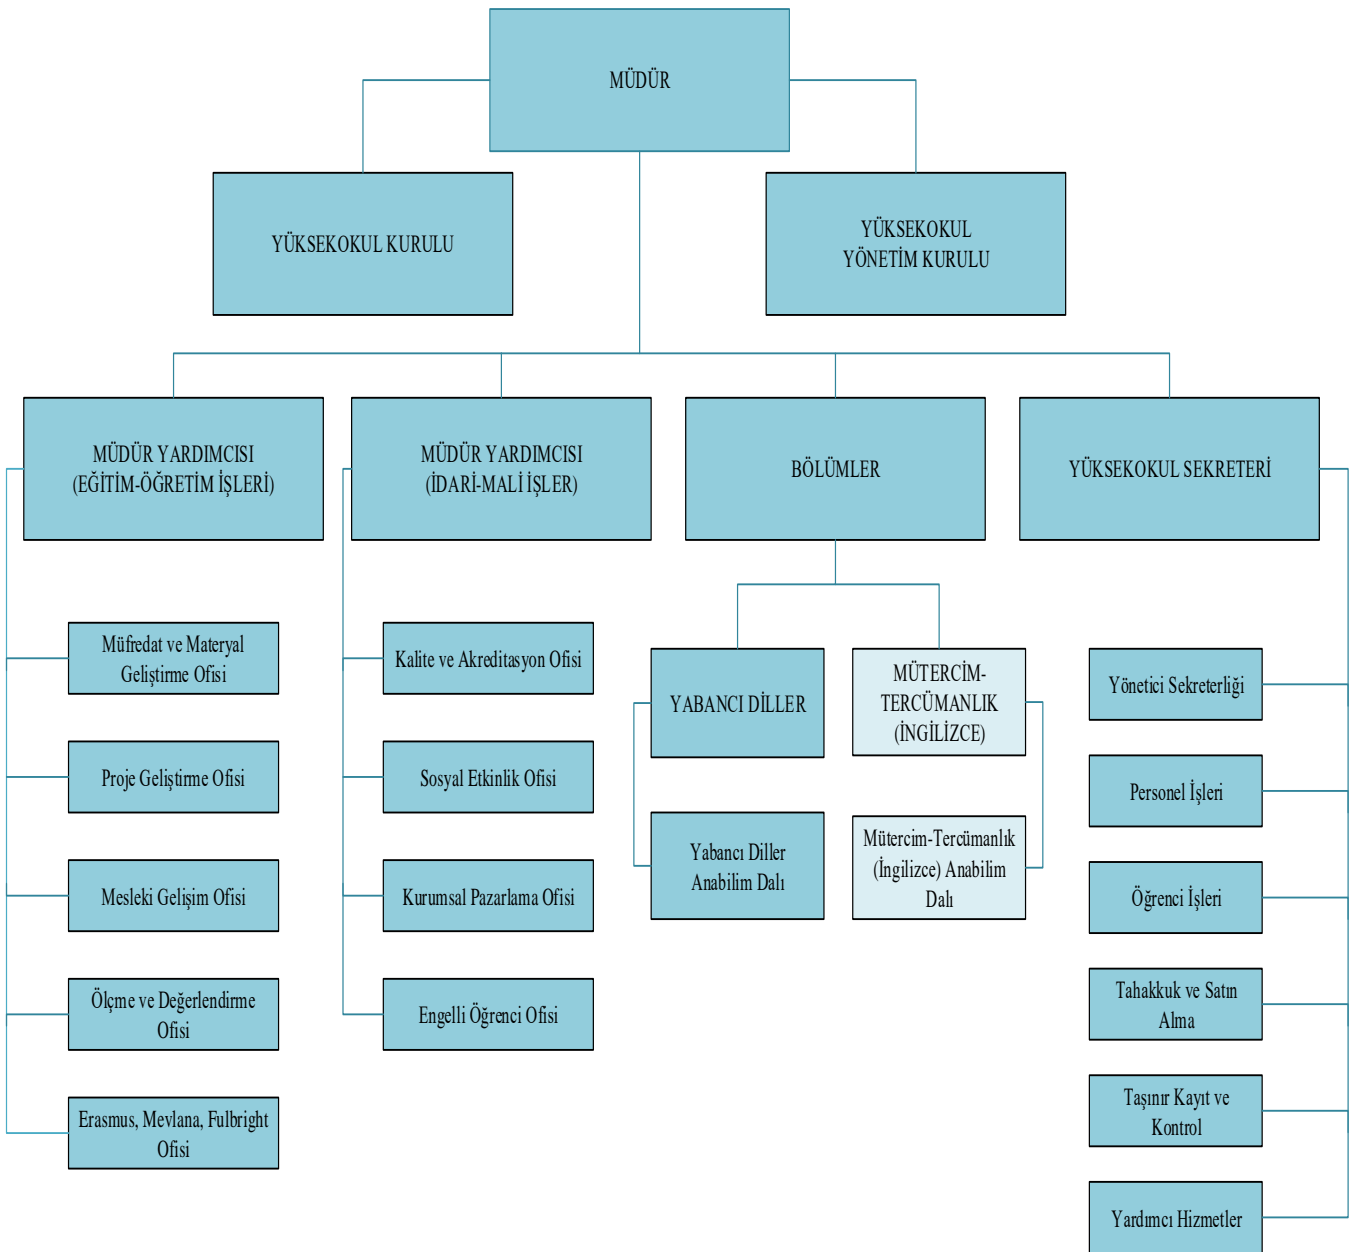 MÜDÜR
YÜKSEKOKUL KURULU
YÜKSEKOKUL
YÖNETİM KURULU
MÜDÜR YARDIMCISI
(EĞİTİM-ÖĞRETİM İŞLERİ)
MÜDÜR YARDIMCISI
(İDARİ-MALİ İŞLER)
BÖLÜMLER
YÜKSEKOKUL SEKRETERİ
Müfredat ve Materyal
Geliştirme Ofisi
Proje Geliştirme Ofisi
Mesleki Gelişim Ofisi
Ölçme ve Değerlendirme
Ofisi
Erasmus, Mevlana, Fulbright
Ofisi
Kalite ve Akreditasyon Ofisi
Sosyal Etkinlik Ofisi
Kurumsal Pazarlama Ofisi
Engelli Öğrenci Ofisi
YABANCI DİLLER
Yabancı Diller
Anabilim Dalı
MÜTERCİM-
TERCÜMANLIK
(İNGİLİZCE)
Mütercim-Tercümanlık
(İngilizce) Anabilim
Dalı
Yönetici Sekreterliği
Personel İşleri
Öğrenci İşleri
Tahakkuk ve Satın
Alma
Taşınır Kayıt ve
Kontrol
Yardımcı Hizmetler